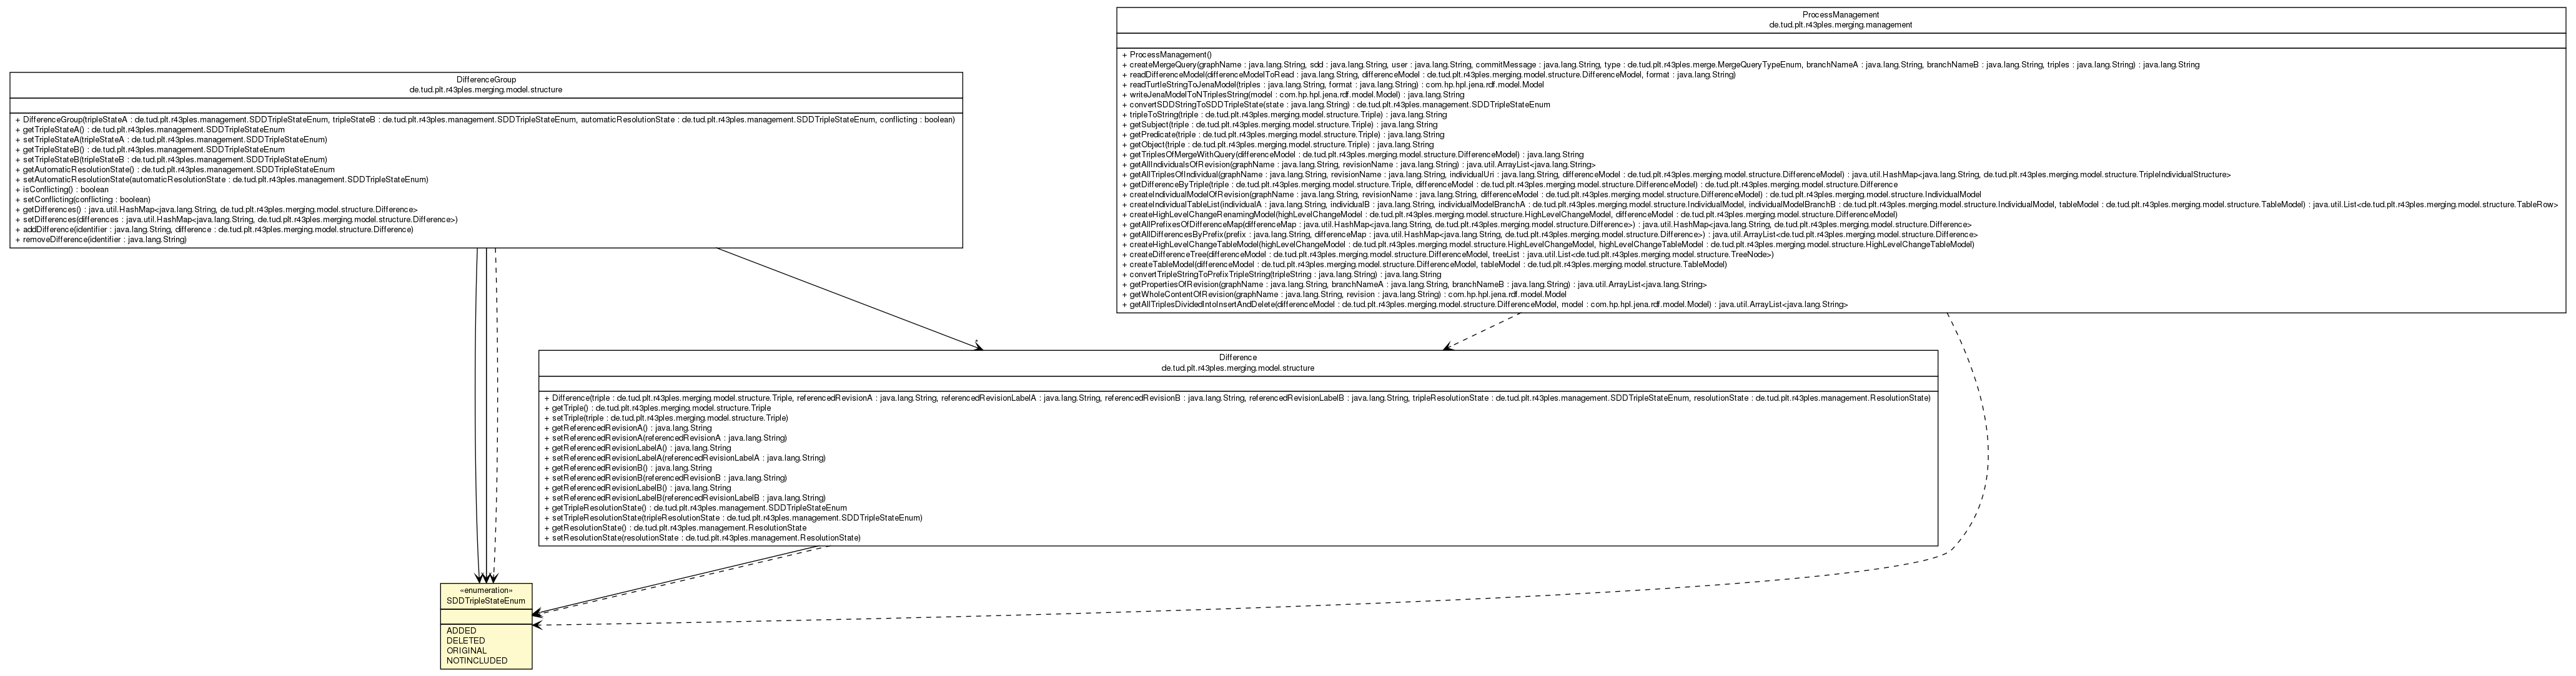 ProcessManagement
de.tud.plt.r43ples.merging.management
+ ProcessManagement()
+ createMergeQuery(graphName : java.lang.String, sdd : java.lang.String, user : java.lang.String, commitMessage : java.lang.String, type : de.tud.plt.r43ples.merge.MergeQueryTypeEnum, branchNameA : java.lang.String, branchNameB : java.lang.String, triples : java.lang.String) : java.lang.String
+ readDifferenceModel(differenceModelToRead : java.lang.String, differenceModel : de.tud.plt.r43ples.merging.model.structure.DifferenceModel, format : java.lang.String)
+ readTurtleStringToJenaModel(triples : java.lang.String, format : java.lang.String) : com.hp.hpl.jena.rdf.model.Model
+ writeJenaModelToNTriplesString(model : com.hp.hpl.jena.rdf.model.Model) : java.lang.String
+ convertSDDStringToSDDTripleState(state : java.lang.String) : de.tud.plt.r43ples.management.SDDTripleStateEnum
+ tripleToString(triple : de.tud.plt.r43ples.merging.model.structure.Triple) : java.lang.String
+ getSubject(triple : de.tud.plt.r43ples.merging.model.structure.Triple) : java.lang.String
+ getPredicate(triple : de.tud.plt.r43ples.merging.model.structure.Triple) : java.lang.String
+ getObject(triple : de.tud.plt.r43ples.merging.model.structure.Triple) : java.lang.String
+ getTriplesOfMergeWithQuery(differenceModel : de.tud.plt.r43ples.merging.model.structure.DifferenceModel) : java.lang.String
+ getAllIndividualsOfRevision(graphName : java.lang.String, revisionName : java.lang.String) : java.util.ArrayList<java.lang.String>
+ getAllTriplesOfIndividual(graphName : java.lang.String, revisionName : java.lang.String, individualUri : java.lang.String, differenceModel : de.tud.plt.r43ples.merging.model.structure.DifferenceModel) : java.util.HashMap<java.lang.String, de.tud.plt.r43ples.merging.model.structure.TripleIndividualStructure>
+ getDifferenceByTriple(triple : de.tud.plt.r43ples.merging.model.structure.Triple, differenceModel : de.tud.plt.r43ples.merging.model.structure.DifferenceModel) : de.tud.plt.r43ples.merging.model.structure.Difference
+ createIndividualModelOfRevision(graphName : java.lang.String, revisionName : java.lang.String, differenceModel : de.tud.plt.r43ples.merging.model.structure.DifferenceModel) : de.tud.plt.r43ples.merging.model.structure.IndividualModel
+ createIndividualTableList(individualA : java.lang.String, individualB : java.lang.String, individualModelBranchA : de.tud.plt.r43ples.merging.model.structure.IndividualModel, individualModelBranchB : de.tud.plt.r43ples.merging.model.structure.IndividualModel, tableModel : de.tud.plt.r43ples.merging.model.structure.TableModel) : java.util.List<de.tud.plt.r43ples.merging.model.structure.TableRow>
+ createHighLevelChangeRenamingModel(highLevelChangeModel : de.tud.plt.r43ples.merging.model.structure.HighLevelChangeModel, differenceModel : de.tud.plt.r43ples.merging.model.structure.DifferenceModel)
+ getAllPrefixesOfDifferenceMap(differenceMap : java.util.HashMap<java.lang.String, de.tud.plt.r43ples.merging.model.structure.Difference>) : java.util.HashMap<java.lang.String, de.tud.plt.r43ples.merging.model.structure.Difference>
+ getAllDifferencesByPrefix(prefix : java.lang.String, differenceMap : java.util.HashMap<java.lang.String, de.tud.plt.r43ples.merging.model.structure.Difference>) : java.util.ArrayList<de.tud.plt.r43ples.merging.model.structure.Difference>
+ createHighLevelChangeTableModel(highLevelChangeModel : de.tud.plt.r43ples.merging.model.structure.HighLevelChangeModel, highLevelChangeTableModel : de.tud.plt.r43ples.merging.model.structure.HighLevelChangeTableModel)
+ createDifferenceTree(differenceModel : de.tud.plt.r43ples.merging.model.structure.DifferenceModel, treeList : java.util.List<de.tud.plt.r43ples.merging.model.structure.TreeNode>)
+ createTableModel(differenceModel : de.tud.plt.r43ples.merging.model.structure.DifferenceModel, tableModel : de.tud.plt.r43ples.merging.model.structure.TableModel)
+ convertTripleStringToPrefixTripleString(tripleString : java.lang.String) : java.lang.String
+ getPropertiesOfRevision(graphName : java.lang.String, branchNameA : java.lang.String, branchNameB : java.lang.String) : java.util.ArrayList<java.lang.String>
+ getWholeContentOfRevision(graphName : java.lang.String, revision : java.lang.String) : com.hp.hpl.jena.rdf.model.Model
+ getAllTriplesDividedIntoInsertAndDelete(differenceModel : de.tud.plt.r43ples.merging.model.structure.DifferenceModel, model : com.hp.hpl.jena.rdf.model.Model) : java.util.ArrayList<java.lang.String>
DifferenceGroup
de.tud.plt.r43ples.merging.model.structure
+ DifferenceGroup(tripleStateA : de.tud.plt.r43ples.management.SDDTripleStateEnum, tripleStateB : de.tud.plt.r43ples.management.SDDTripleStateEnum, automaticResolutionState : de.tud.plt.r43ples.management.SDDTripleStateEnum, conflicting : boolean)
+ getTripleStateA() : de.tud.plt.r43ples.management.SDDTripleStateEnum
+ setTripleStateA(tripleStateA : de.tud.plt.r43ples.management.SDDTripleStateEnum)
+ getTripleStateB() : de.tud.plt.r43ples.management.SDDTripleStateEnum
+ setTripleStateB(tripleStateB : de.tud.plt.r43ples.management.SDDTripleStateEnum)
+ getAutomaticResolutionState() : de.tud.plt.r43ples.management.SDDTripleStateEnum
+ setAutomaticResolutionState(automaticResolutionState : de.tud.plt.r43ples.management.SDDTripleStateEnum)
+ isConflicting() : boolean
+ setConflicting(conflicting : boolean)
+ getDifferences() : java.util.HashMap<java.lang.String, de.tud.plt.r43ples.merging.model.structure.Difference>
+ setDifferences(differences : java.util.HashMap<java.lang.String, de.tud.plt.r43ples.merging.model.structure.Difference>)
+ addDifference(identifier : java.lang.String, difference : de.tud.plt.r43ples.merging.model.structure.Difference)
+ removeDifference(identifier : java.lang.String)
Difference
de.tud.plt.r43ples.merging.model.structure
+ Difference(triple : de.tud.plt.r43ples.merging.model.structure.Triple, referencedRevisionA : java.lang.String, referencedRevisionLabelA : java.lang.String, referencedRevisionB : java.lang.String, referencedRevisionLabelB : java.lang.String, tripleResolutionState : de.tud.plt.r43ples.management.SDDTripleStateEnum, resolutionState : de.tud.plt.r43ples.management.ResolutionState)
+ getTriple() : de.tud.plt.r43ples.merging.model.structure.Triple
+ setTriple(triple : de.tud.plt.r43ples.merging.model.structure.Triple)
+ getReferencedRevisionA() : java.lang.String
+ setReferencedRevisionA(referencedRevisionA : java.lang.String)
+ getReferencedRevisionLabelA() : java.lang.String
+ setReferencedRevisionLabelA(referencedRevisionLabelA : java.lang.String)
+ getReferencedRevisionB() : java.lang.String
+ setReferencedRevisionB(referencedRevisionB : java.lang.String)
+ getReferencedRevisionLabelB() : java.lang.String
+ setReferencedRevisionLabelB(referencedRevisionLabelB : java.lang.String)
+ getTripleResolutionState() : de.tud.plt.r43ples.management.SDDTripleStateEnum
+ setTripleResolutionState(tripleResolutionState : de.tud.plt.r43ples.management.SDDTripleStateEnum)
+ getResolutionState() : de.tud.plt.r43ples.management.ResolutionState
+ setResolutionState(resolutionState : de.tud.plt.r43ples.management.ResolutionState)
«enumeration»
SDDTripleStateEnum
ADDED
DELETED
ORIGINAL
NOTINCLUDED